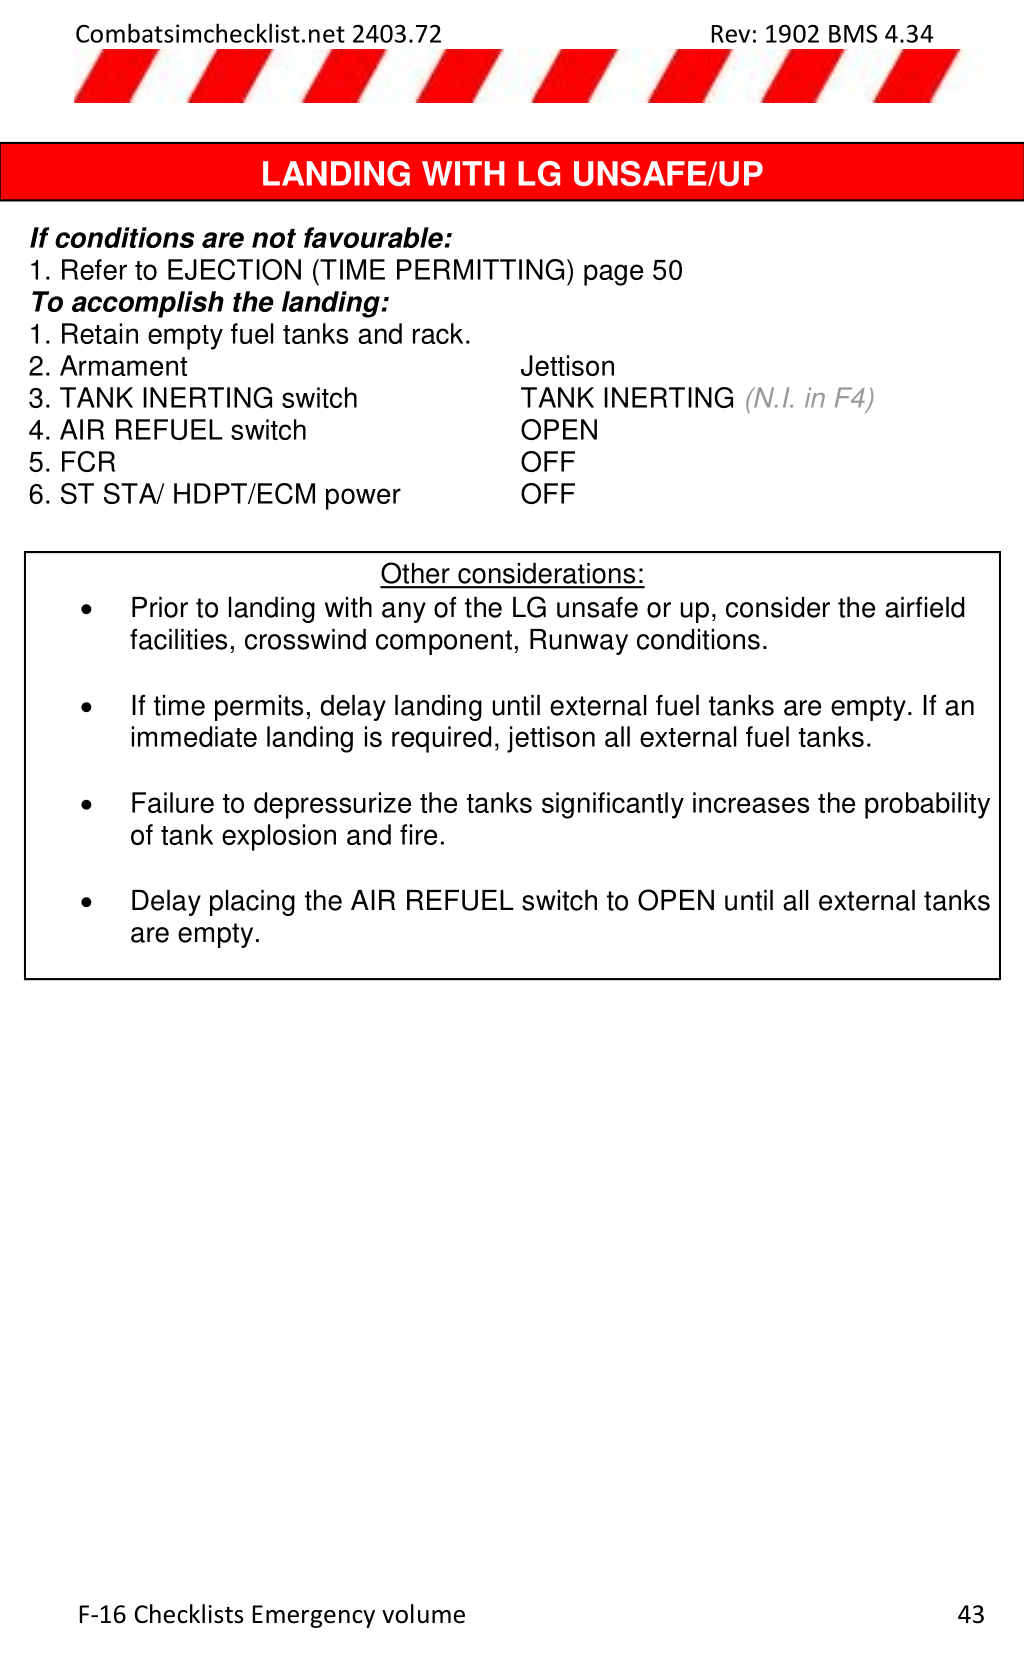 Combatsimchecklist.net 2403.72 Rev: 1902 BMS 4.34
LANDING WITH LG UNSAFE/UP
If conditions are not favourable:
1. Refer to EJECTION (TIME PERMITTING) page 50
To accomplish the landing:
1. Retain empty fuel tanks and rack.
2. Armament Jettison
3. TANK INERTING switch TANK INERTING (N.I. in F4)
4. AIR REFUEL switch OPEN
5. FCR OFF
6. ST STA/ HDPT/ECM power OFF
Other considerations:
• Prior to landing with any of the LG unsafe or up, consider the airfield
facilities, crosswind component, Runway conditions.
• If time permits, delay landing until external fuel tanks are empty. If an
immediate landing is required, jettison all external fuel tanks.
• Failure to depressurize the tanks significantly increases the probability
of tank explosion and fire.
• Delay placing the AIR REFUEL switch to OPEN until all external tanks
are empty.
F-16 Checklists Emergency volume 43